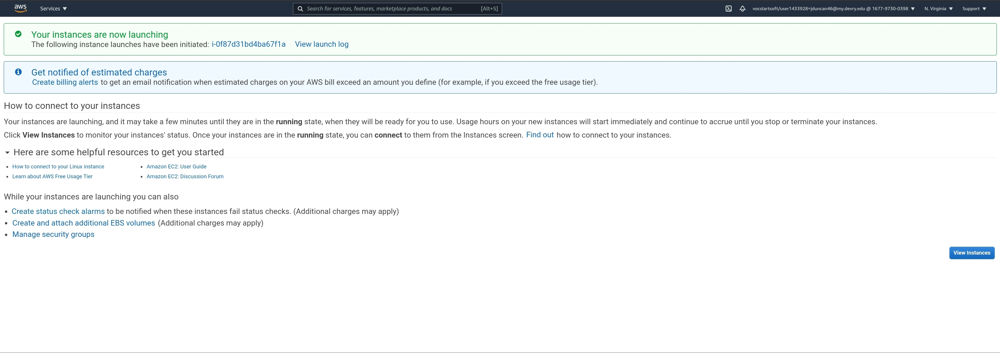 aws Services Search for services, features, marketplace products, and docs [Alt+S] vocstartsoft/user1433928=jduncan46@my.devry.edu @ 1677-9730-0398 N. Virginia Support
Your instances are now launching
The following instance launches have been initiated: i-0f87d31bd4ba67f1a View launch log
Get notified of estimated charges
Create billing alerts to get an email notification when estimated charges on your AWS bill exceed an amount you define (for example, if you exceed the free usage tier).
How to connect to your instances
Your instances are launching, and it may take a few minutes until they are in the running state, when they will be ready for you to use. Usage hours on your new instances will start immediately and continue to accrue until you stop or terminate your instances.
Click View Instances to monitor your instances' status. Once your instances are in the running state, you can connect to them from the Instances screen. Find out how to connect to your instances.
Here are some helpful resources to get you started
How to connect to your Linux instance Amazon EC2: User Guide
Learn about AWS Free Usage Tier Amazon EC2: Discussion Forum
While your instances are launching you can also
Create status check alarms to be notified when these instances fail status checks. (Additional charges may apply)
Create and attach additional EBS volumes (Additional charges may apply)
Manage security groups
View Instances